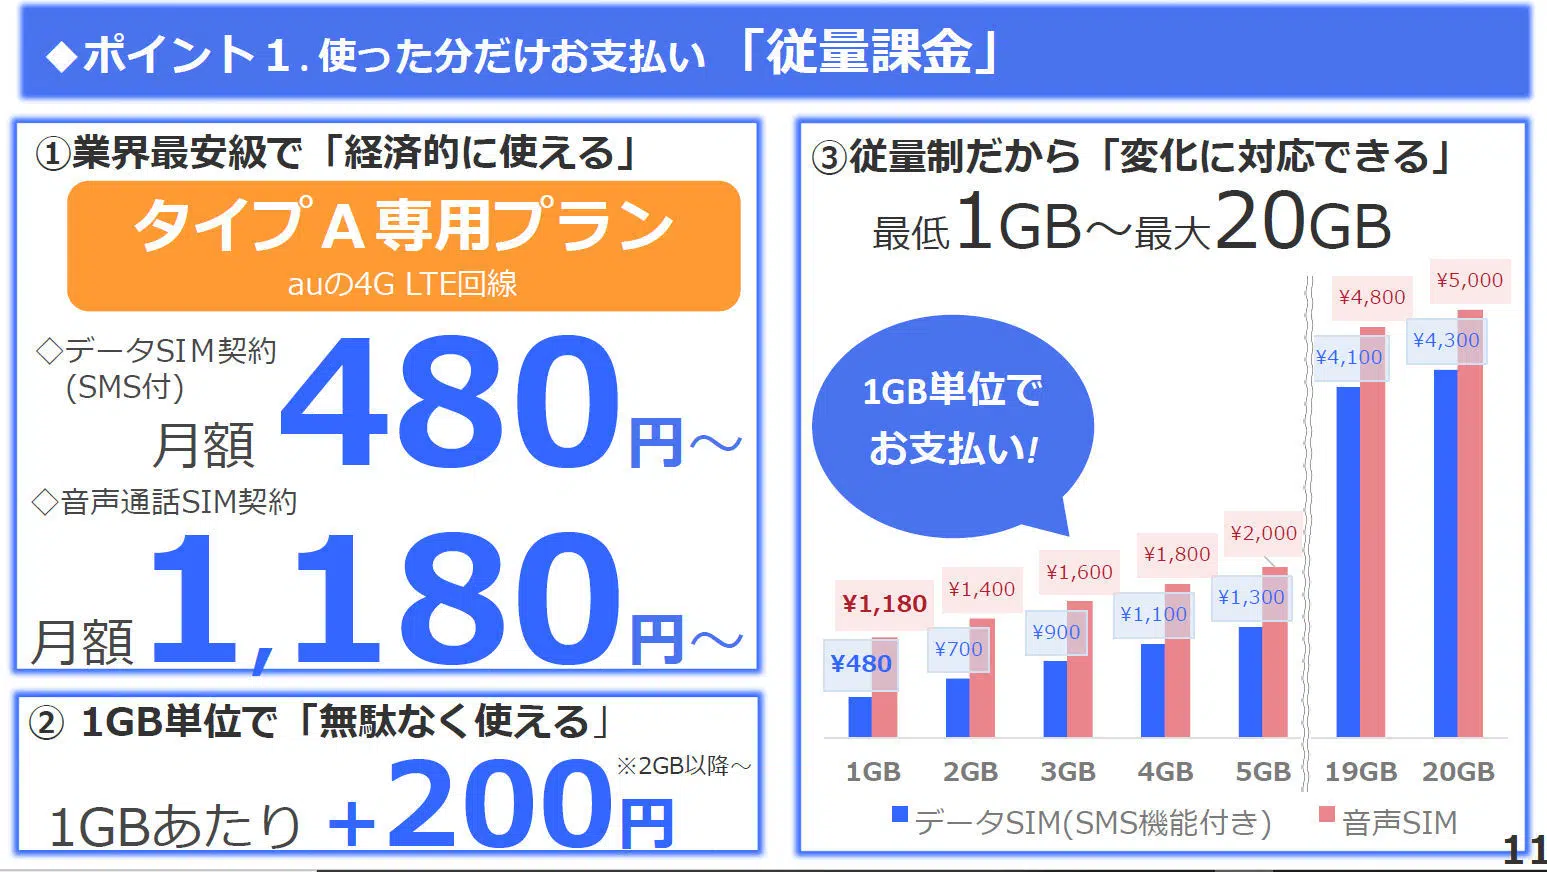 ◆ポイント１.使った分だけお支払い「従量課金」
①業界最安級で「経済的に使える」
タイプA専用プラン
auの4G LTE回線
◇データSIM契約
(SMS付)
月額 480円～
◇音声通話SIM契約
月額 1,180円～
② 1GB単位で「無駄なく使える」
※2GB以降～
1GBあたり +200円
③従量制だから「変化に対応できる」
最低1GB～最大20GB
1GB単位で
お支払い!
¥1,180 ¥1,400 ¥1,600 ¥1,800 ¥2,000 ¥4,800 ¥5,000
¥480 ¥700 ¥900 ¥1,100 ¥1,300 ¥4,100 ¥4,300
1GB 2GB 3GB 4GB 5GB 19GB 20GB
データSIM(SMS機能付き) 音声SIM
11